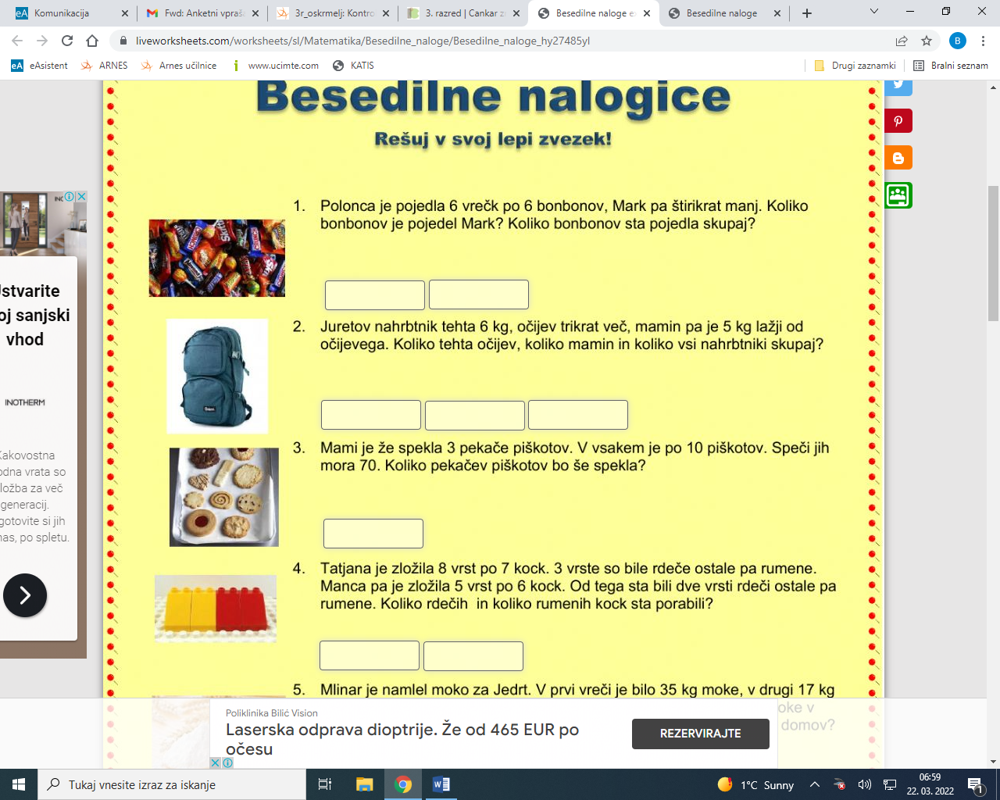 Komunikacija
Fwd: Anketni vpraša
3r_oskrmelj: Kontro
3. razred | Cankar z
Besedilne naloge e
Besedilne naloge
liveworksheets.com/worksheets/sl/Matematika/Besedilne_naloge/Besedilne_naloge_hy27485yl
B
eA eAsistent
ARNES
Arnes učilnice
www.ucimte.com
KATIS
Drugi zaznamki
Bralni seznam
Besedilne nalogice
Rešuj v svoj lepi zvezek!
1. Polonca je pojedla 6 vrečk po 6 bonbonov, Mark pa štirikrat manj. Koliko
bonbonov je pojedel Mark? Koliko bonbonov sta pojedla skupaj?
2. Juretov nahrbtnik tehta 6 kg, očijev trikrat več, mamin pa je 5 kg lažji od
očijevega. Koliko tehta očijev, koliko mamin in koliko vsi nahrbtniki skupaj?
3. Mami je že spekla 3 pekače piškotov. V vsakem je po 10 piškotov. Speči jih
mora 70. Koliko pekačev piškotov bo še spekla?
4. Tatjana je zložila 8 vrst po 7 kock. 3 vrste so bile rdeče ostale pa rumene.
Manca pa je zložila 5 vrst po 6 kock. Od tega sta bili dve vrsti rdeči ostale pa
rumene. Koliko rdečih in koliko rumenih kock sta porabili?
5. Mlinar je namlel moko za Jedrt. V prvi vreči je bilo 35 kg moke, v drugi 17 kg
oke v
domov?
Ustvarite
oj sanjski
vhod
INOTHERM
Kakovostna
odna vrata so
ložba za več
generacij.
gotovite si jih
nas, po spletu.
Poliklinika Bilić Vision
Laserska odprava dioptrije. Že od 465 EUR po
očesu
REZERVIRAJTE
Tukaj vnesite izraz za iskanje
1°C Sunny
06:59
22. 03. 2022
1